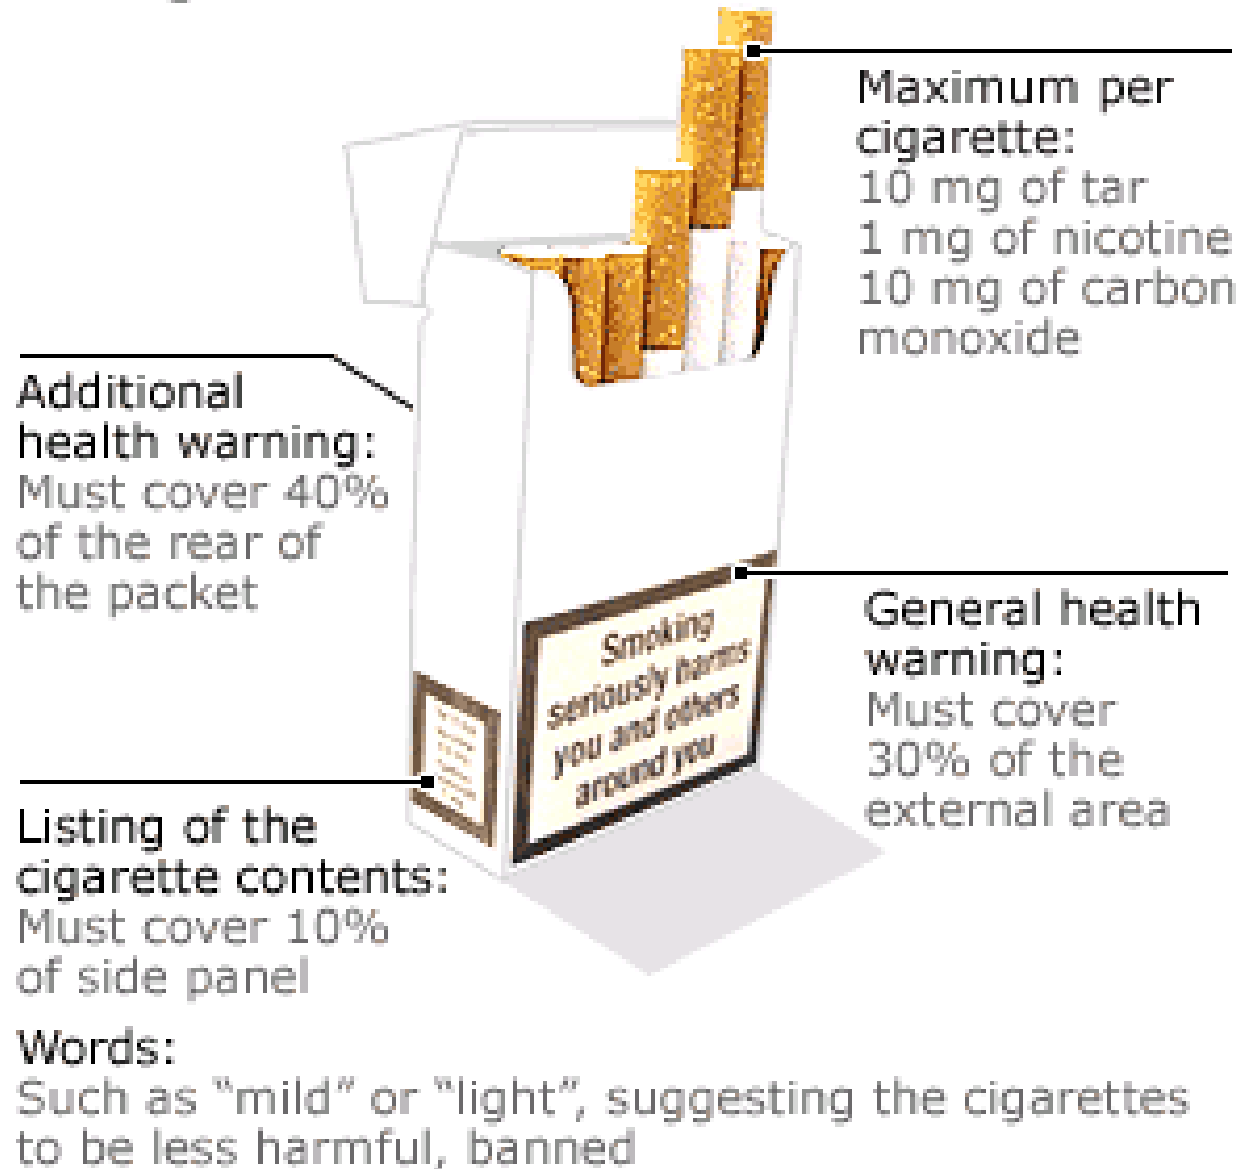 Maximum per
cigarette:
10 mg of tar
1 mg of nicotine
10 mg of carbon
monoxide
Additional
health warning:
Must cover 40%
of the rear of
the packet
General health
warning:
Must cover
30% of the
external area
Smoking
seriously harms
you and others
around you
Listing of the
cigarette contents:
Must cover 10%
of side panel
Words:
Such as “mild” or “light”, suggesting the cigarettes
to be less harmful, banned